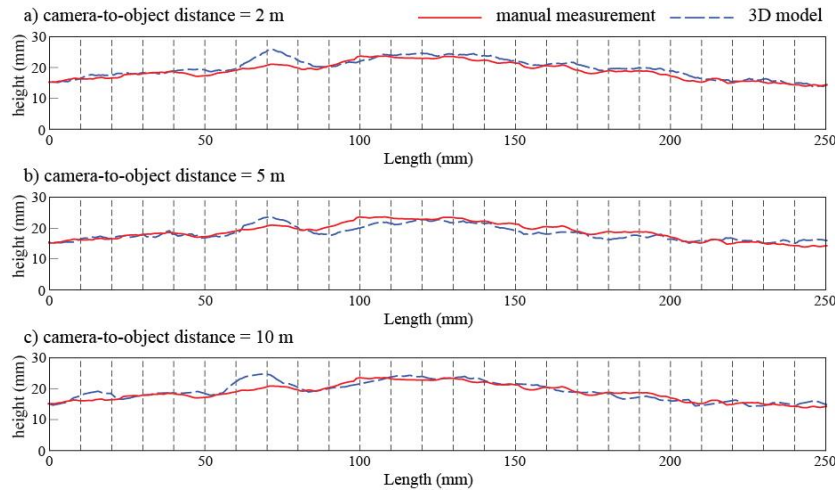 a) camera-to-object distance = 2 m manual measurement 3D model
30
20
10
0
height (mm)
0 50 100 150 200 250
Length (mm)
b) camera-to-object distance = 5 m
30
20
10
0
height (mm)
0 50 100 150 200 250
Length (mm)
c) camera-to-object distance = 10 m
30
20
10
0
height (mm)
0 50 100 150 200 250
Length (mm)